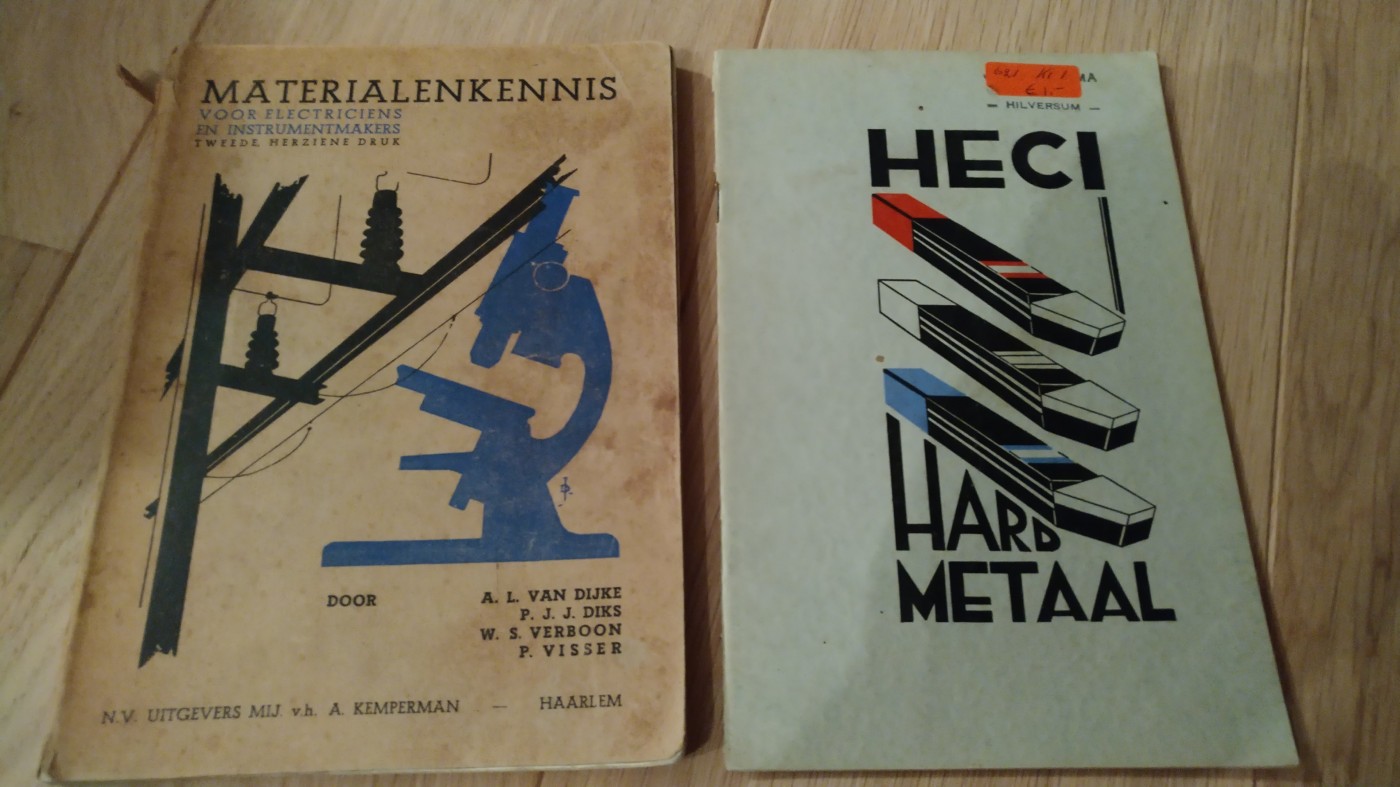 MATERIALENKENNIS
VOOR ELECTRICIENS
EN INSTRUMENTMAKERS
TWEEDE, HERZIENE DRUK
DOOR
A. L. VAN DIJKE
P. J. J. DIKS
W. S. VERBOON
P. VISSER
N.V. UITGEVERS MIJ. v.h. A. KEMPERMAN — HAARLEM
€ 1,-
— HILVERSUM —
HECI
HARD
METAAL